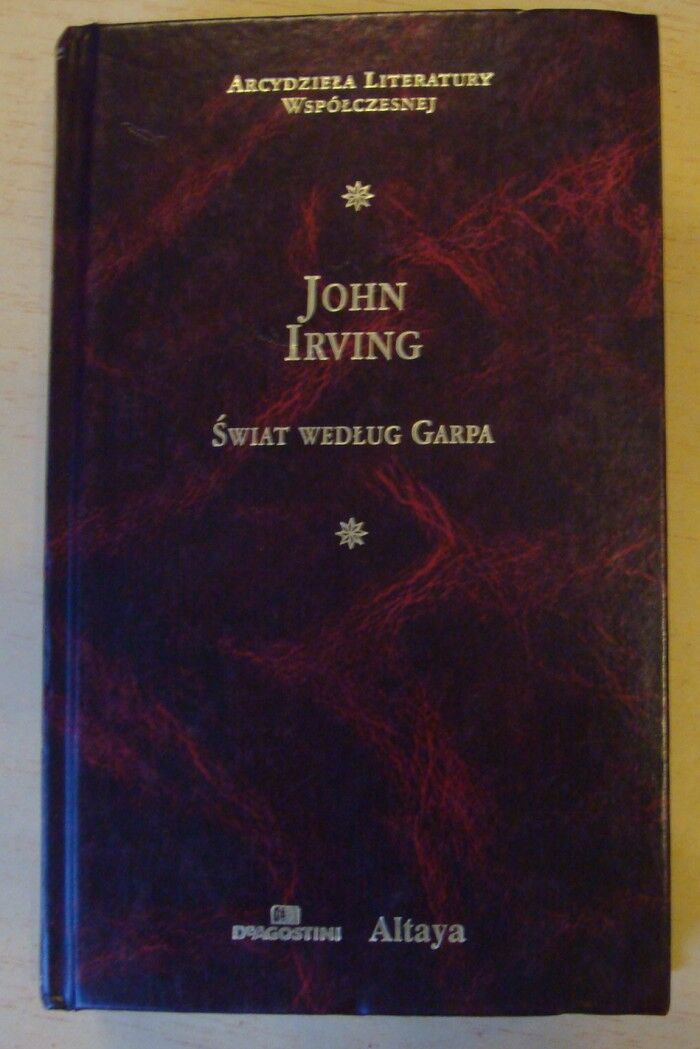 Arcydzieła Literatury
Współczesnej
John
Irving
Świat według Garpa
DeAGOSTINI Altaya